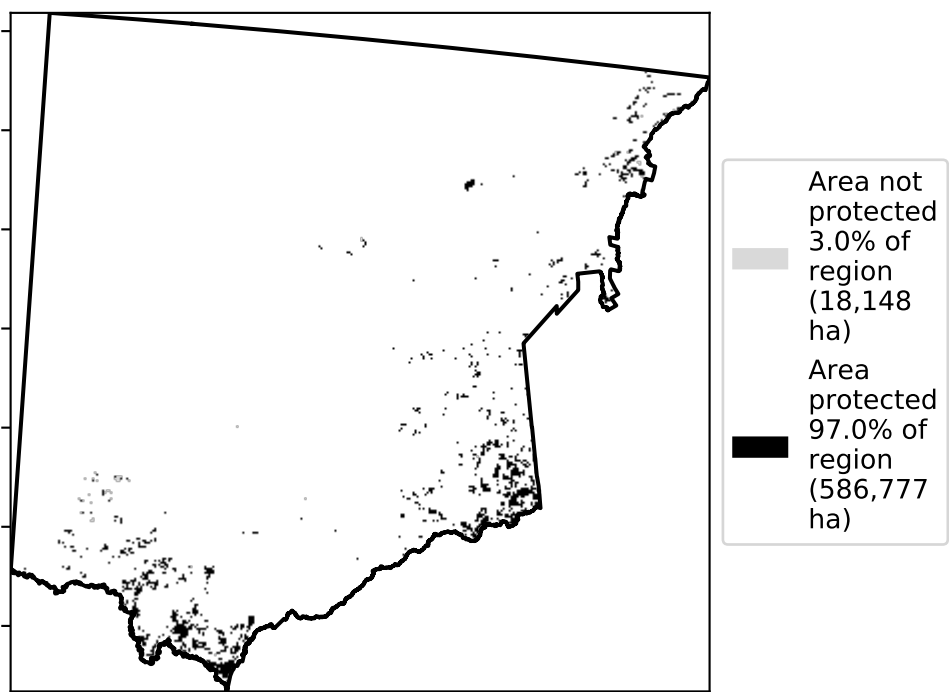 Area not
protected
3.0% of
region
(18,148
ha)
Area
protected
97.0% of
region
(586,777
ha)